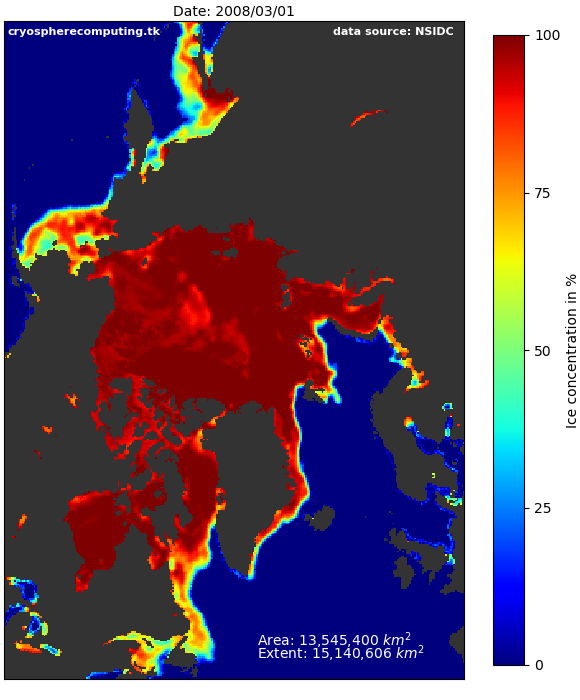 Date: 2008/03/01
cryospherecomputing.tk
data source: NSIDC
Area: 13,545,400 km²
Extent: 15,140,606 km²
100
75
50
25
0
Ice concentration in %